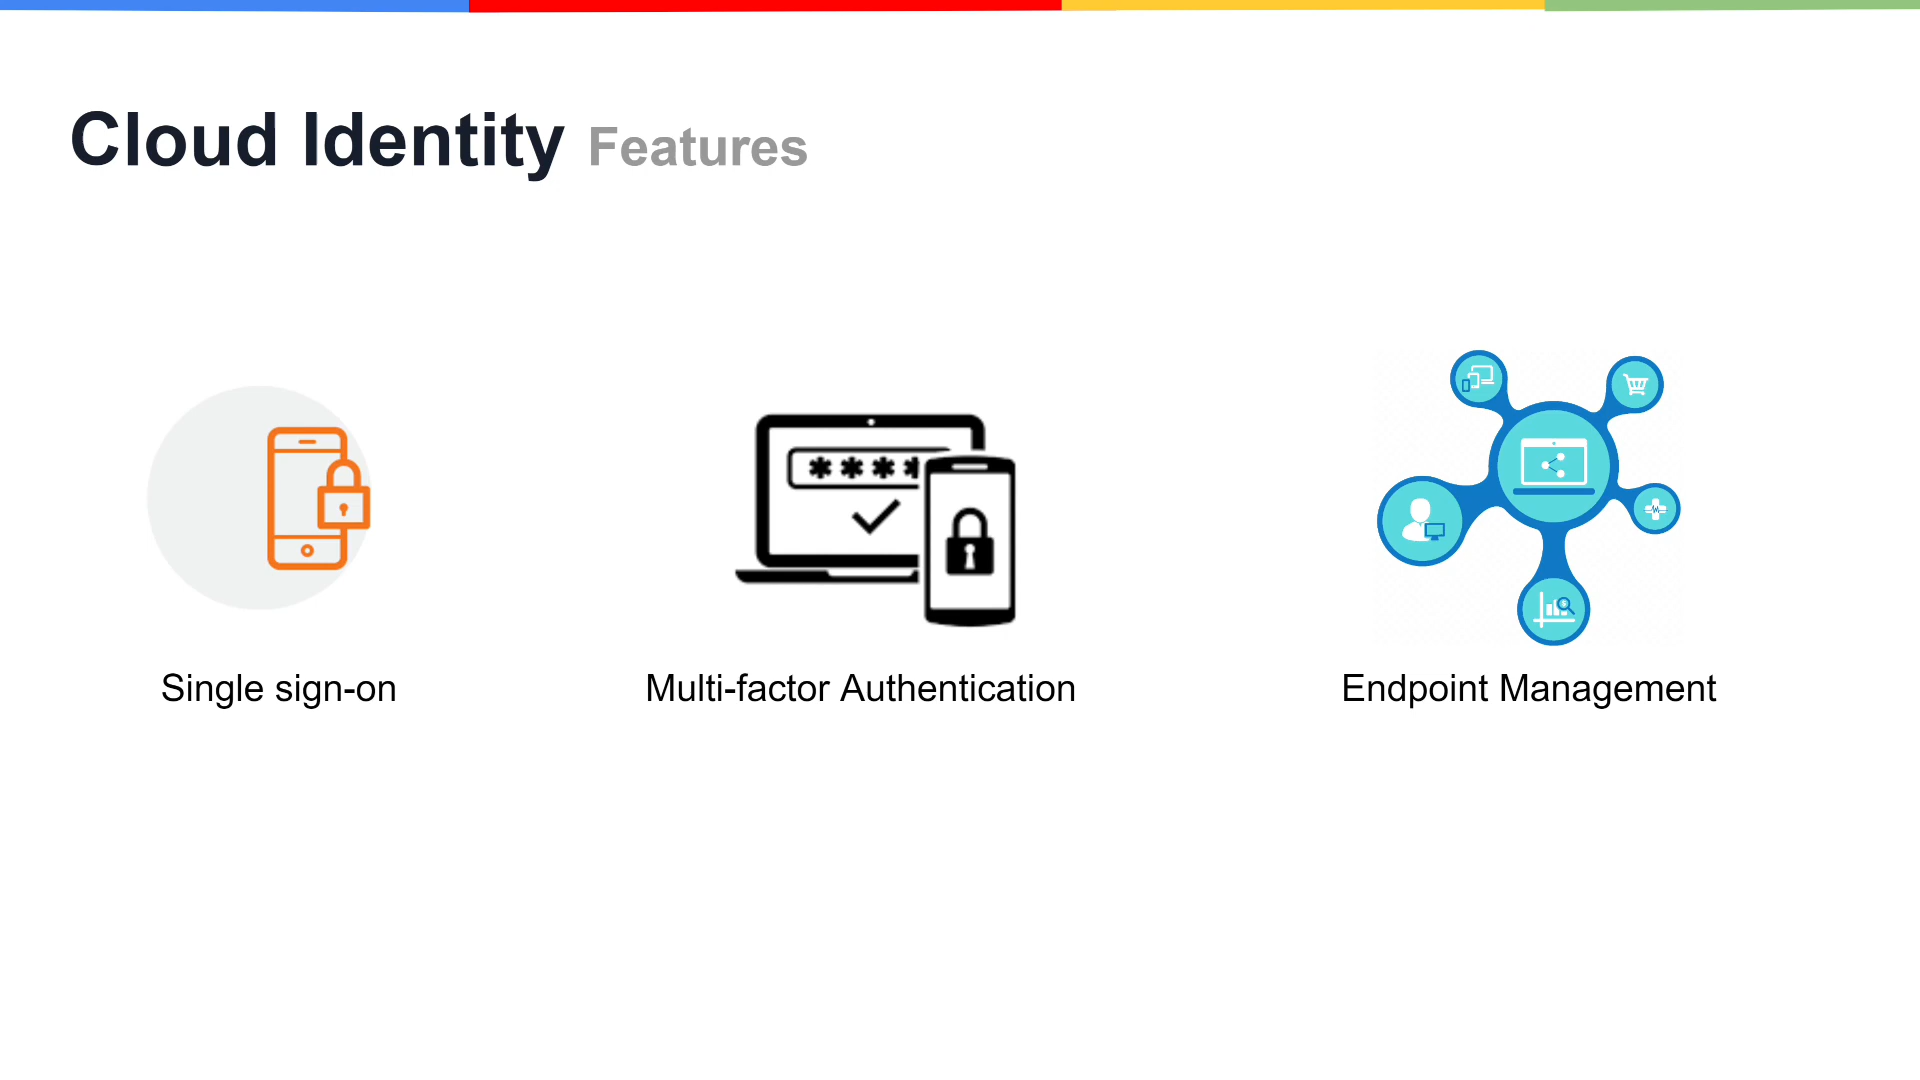 Cloud Identity Features
****
Single sign-on
Multi-factor Authentication
Endpoint Management